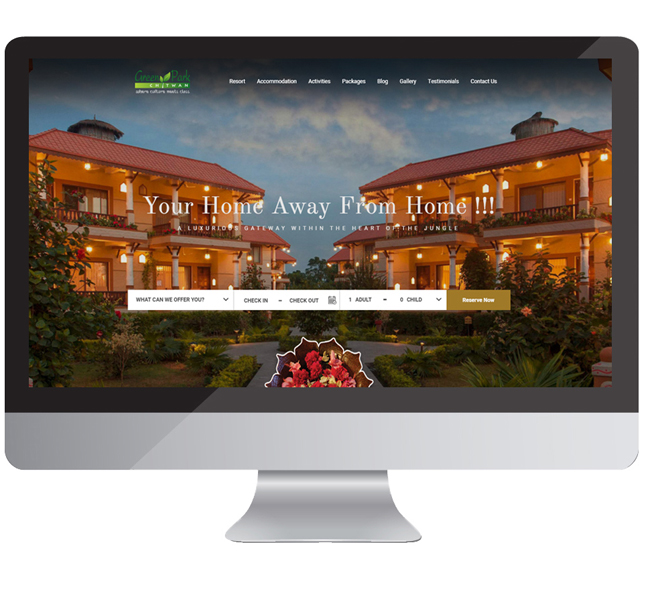 Green Park
CHITWAN
where culture meets class
Resort Accommodation Activities Packages Blog Gallery Testimonials Contact Us
Your Home Away From Home !!!
A LUXURIOUS GATEWAY WITHIN THE HEART OF THE JUNGLE
WHAT CAN WE OFFER YOU? CHECK IN – CHECK OUT 1 ADULT – 0 CHILD Reserve Now